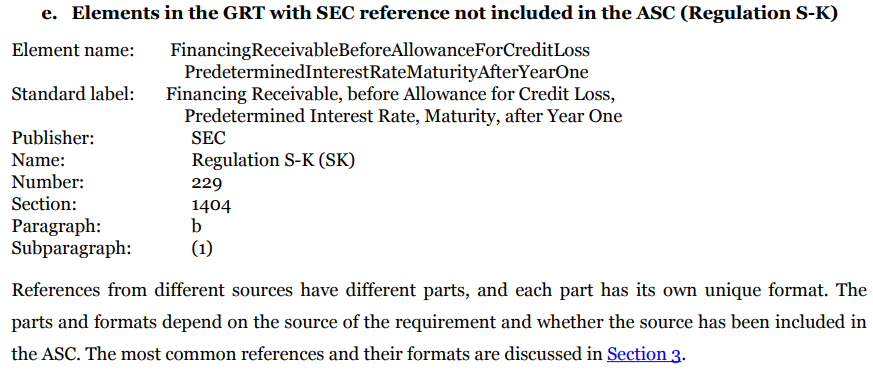 e. Elements in the GRT with SEC reference not included in the ASC (Regulation S-K)
Element name: FinancingReceivableBeforeAllowanceForCreditLoss
PredeterminedInterestRateMaturityAfterYearOne
Standard label: Financing Receivable, before Allowance for Credit Loss,
Predetermined Interest Rate, Maturity, after Year One
Publisher: SEC
Name: Regulation S-K (SK)
Number: 229
Section: 1404
Paragraph: b
Subparagraph: (1)
References from different sources have different parts, and each part has its own unique format. The
parts and formats depend on the source of the requirement and whether the source has been included in
the ASC. The most common references and their formats are discussed in Section 3.